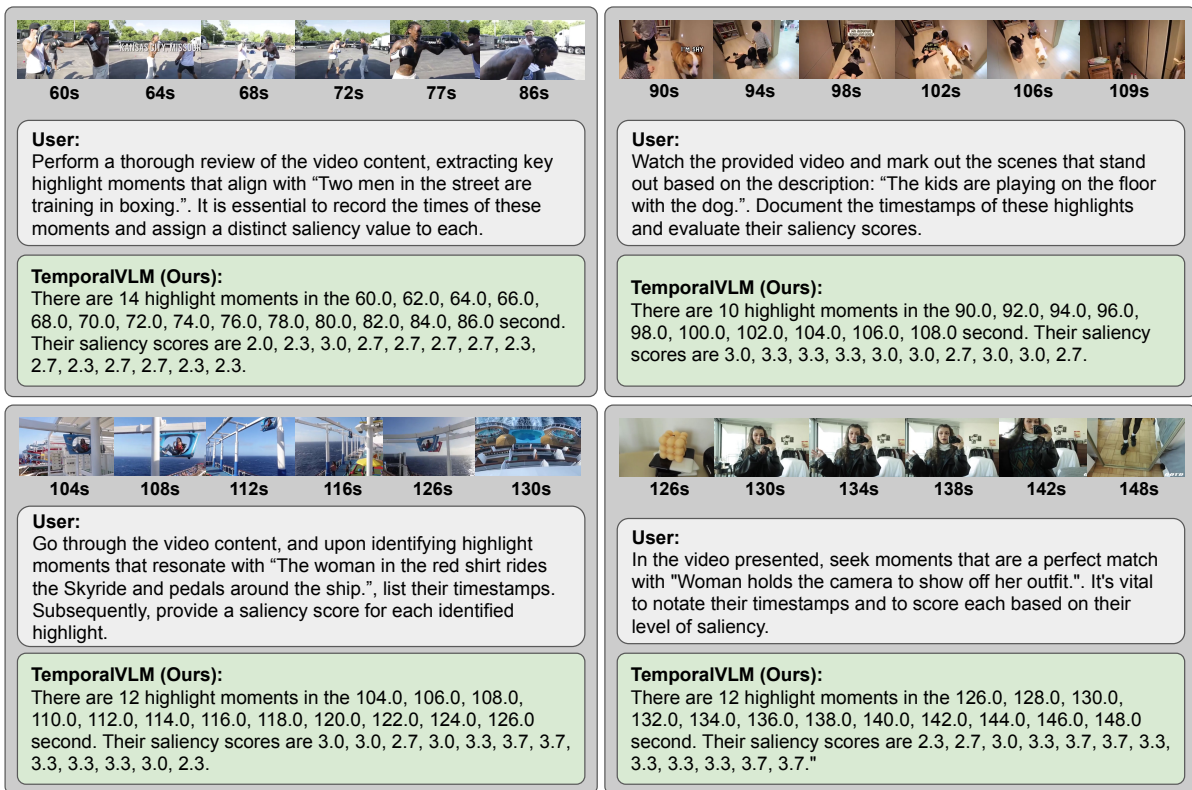 KANSAS CITY, MISSOURI
60s 64s 68s 72s 77s 86s
User:
Perform a thorough review of the video content, extracting key
highlight moments that align with “Two men in the street are
training in boxing.”. It is essential to record the times of these
moments and assign a distinct saliency value to each.
TemporalVLM (Ours):
There are 14 highlight moments in the 60.0, 62.0, 64.0, 66.0,
68.0, 70.0, 72.0, 74.0, 76.0, 78.0, 80.0, 82.0, 84.0, 86.0 second.
Their saliency scores are 2.0, 2.3, 3.0, 2.7, 2.7, 2.7, 2.7, 2.3,
2.7, 2.3, 2.7, 2.7, 2.3, 2.3.
I'M SHY
90s 94s 98s 102s 106s 109s
User:
Watch the provided video and mark out the scenes that stand
out based on the description: “The kids are playing on the floor
with the dog.”. Document the timestamps of these highlights
and evaluate their saliency scores.
TemporalVLM (Ours):
There are 10 highlight moments in the 90.0, 92.0, 94.0, 96.0,
98.0, 100.0, 102.0, 104.0, 106.0, 108.0 second. Their saliency
scores are 3.0, 3.3, 3.3, 3.3, 3.0, 3.0, 2.7, 3.0, 3.0, 2.7.
104s 108s 112s 116s 126s 130s
User:
Go through the video content, and upon identifying highlight
moments that resonate with “The woman in the red shirt rides
the Skyride and pedals around the ship.”, list their timestamps.
Subsequently, provide a saliency score for each identified
highlight.
TemporalVLM (Ours):
There are 12 highlight moments in the 104.0, 106.0, 108.0,
110.0, 112.0, 114.0, 116.0, 118.0, 120.0, 122.0, 124.0, 126.0
second. Their saliency scores are 3.0, 3.0, 2.7, 3.0, 3.3, 3.7, 3.7,
3.3, 3.3, 3.3, 3.0, 2.3.
126s 130s 134s 138s 142s 148s
User:
In the video presented, seek moments that are a perfect match
with "Woman holds the camera to show off her outfit.". It's vital
to notate their timestamps and to score each based on their
level of saliency.
TemporalVLM (Ours):
There are 12 highlight moments in the 126.0, 128.0, 130.0,
132.0, 134.0, 136.0, 138.0, 140.0, 142.0, 144.0, 146.0, 148.0
second. Their saliency scores are 2.3, 2.7, 3.0, 3.3, 3.7, 3.7, 3.3,
3.3, 3.3, 3.3, 3.7, 3.7."